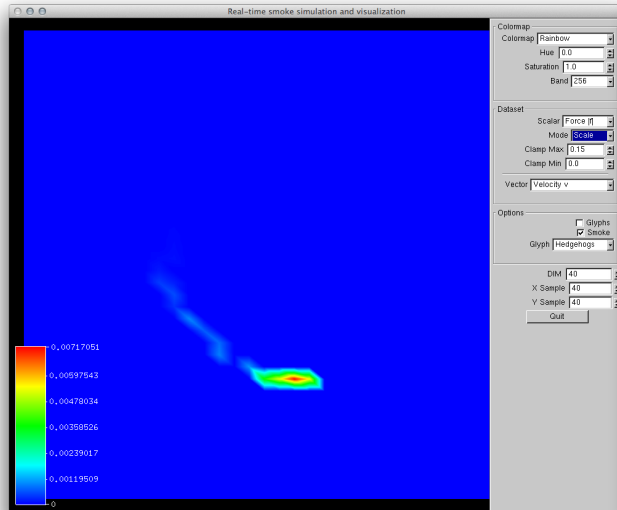 Real-time smoke simulation and visualization
Colormap
Colormap Rainbow
Hue 0.0
Saturation 1.0
Band 256
Dataset
Scalar Force |f|
Mode Scale
Clamp Max 0.15
Clamp Min 0.0
Vector Velocity v
Options
Glyphs
Smoke
Glyph Hedgehogs
DIM 40
X Sample 40
Y Sample 40
Quit
0.00717051
0.00597543
0.00478034
0.00358526
0.00239017
0.00119509
0